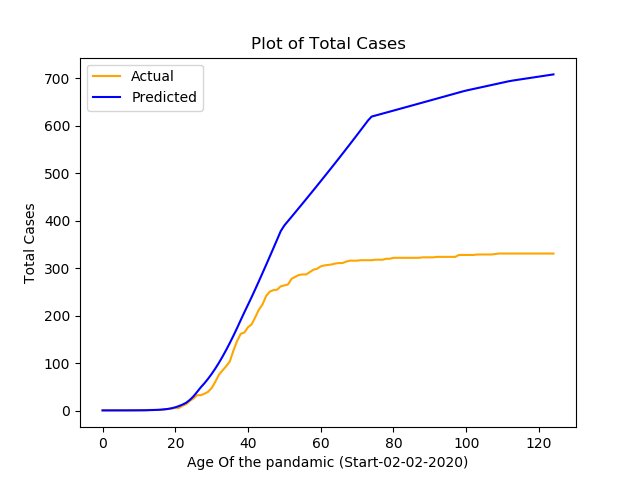 Plot of Total Cases
Actual
Predicted
700
600
500
400
300
200
100
0
Total Cases
0 20 40 60 80 100 120
Age Of the pandamic (Start-02-02-2020)